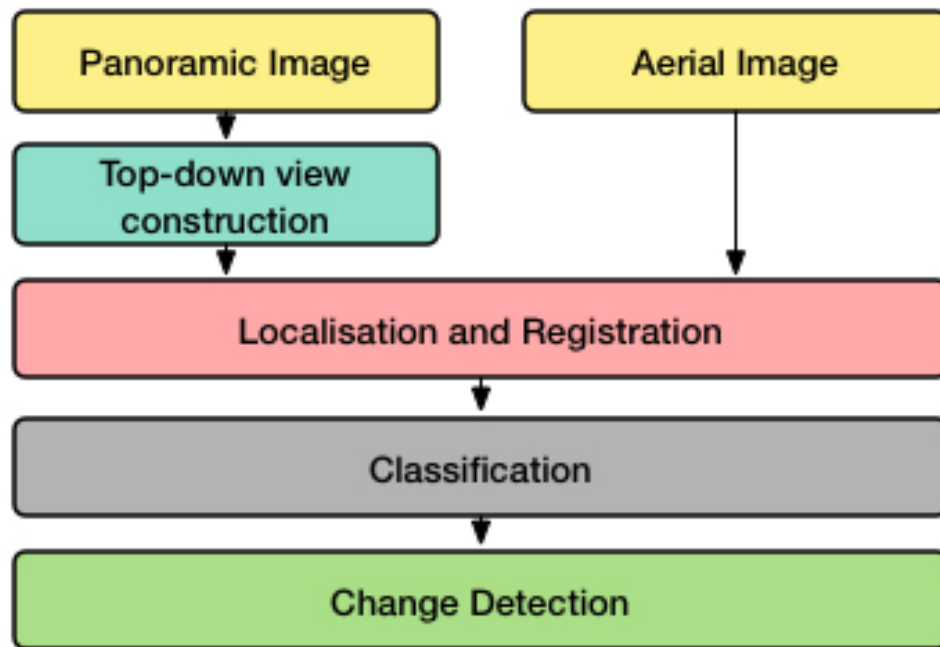 Panoramic Image
Aerial Image
Top-down view
construction
Localisation and Registration
Classification
Change Detection